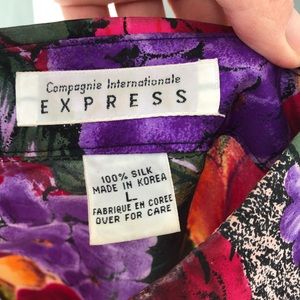 Compagnie Internationale
EXPRESS
100% SILK
MADE IN KOREA
L
FABRIQUE EN COREE
OVER FOR CARE